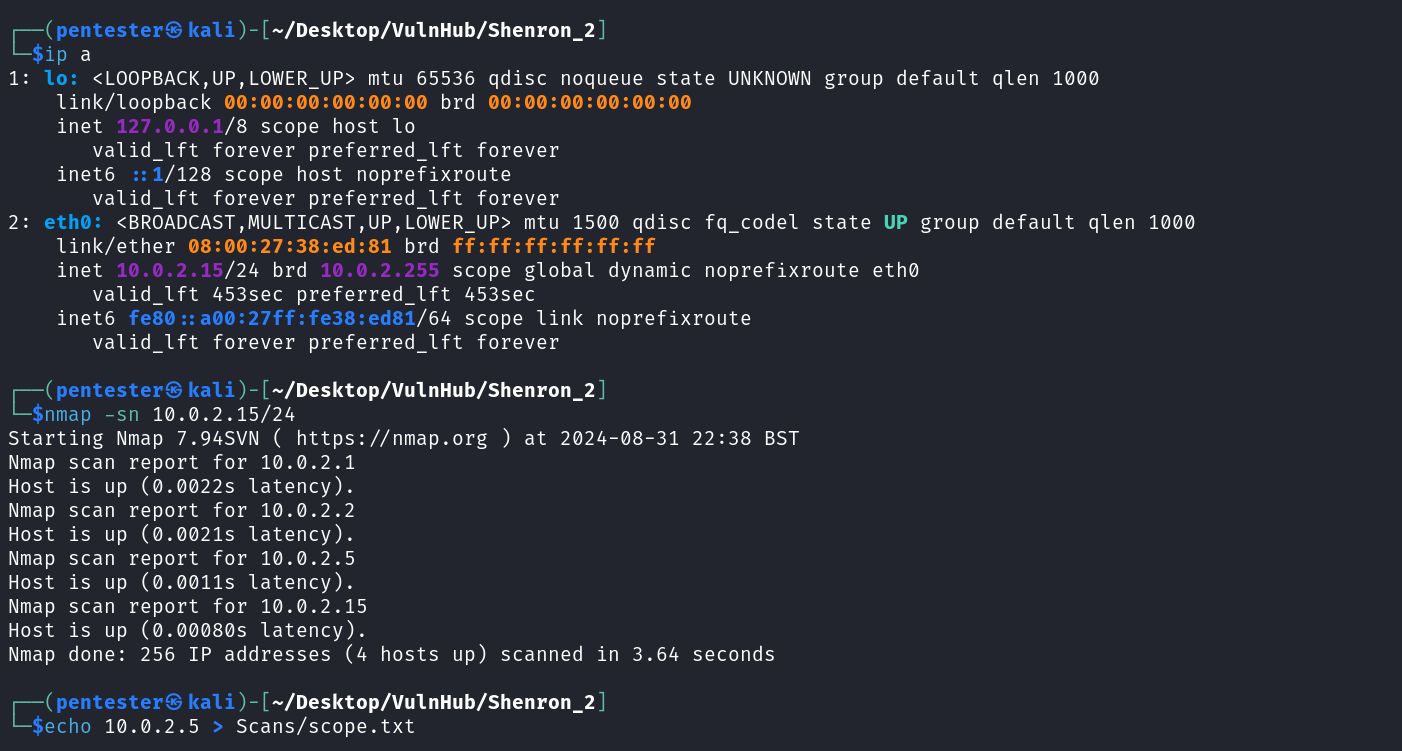 ┌──(pentester㉿kali)-[~/Desktop/VulnHub/Shenron_2]
└─$ip a
1: lo: <LOOPBACK,UP,LOWER_UP> mtu 65536 qdisc noqueue state UNKNOWN group default qlen 1000
    link/loopback 00:00:00:00:00:00 brd 00:00:00:00:00:00
    inet 127.0.0.1/8 scope host lo
       valid_lft forever preferred_lft forever
    inet6 ::1/128 scope host noprefixroute
       valid_lft forever preferred_lft forever
2: eth0: <BROADCAST,MULTICAST,UP,LOWER_UP> mtu 1500 qdisc fq_codel state UP group default qlen 1000
    link/ether 08:00:27:38:ed:81 brd ff:ff:ff:ff:ff:ff
    inet 10.0.2.15/24 brd 10.0.2.255 scope global dynamic noprefixroute eth0
       valid_lft 453sec preferred_lft 453sec
    inet6 fe80::a00:27ff:fe38:ed81/64 scope link noprefixroute
       valid_lft forever preferred_lft forever

┌──(pentester㉿kali)-[~/Desktop/VulnHub/Shenron_2]
└─$nmap -sn 10.0.2.15/24
Starting Nmap 7.94SVN ( https://nmap.org ) at 2024-08-31 22:38 BST
Nmap scan report for 10.0.2.1
Host is up (0.0022s latency).
Nmap scan report for 10.0.2.2
Host is up (0.0021s latency).
Nmap scan report for 10.0.2.5
Host is up (0.0011s latency).
Nmap scan report for 10.0.2.15
Host is up (0.00080s latency).
Nmap done: 256 IP addresses (4 hosts up) scanned in 3.64 seconds

┌──(pentester㉿kali)-[~/Desktop/VulnHub/Shenron_2]
└─$echo 10.0.2.5 > Scans/scope.txt